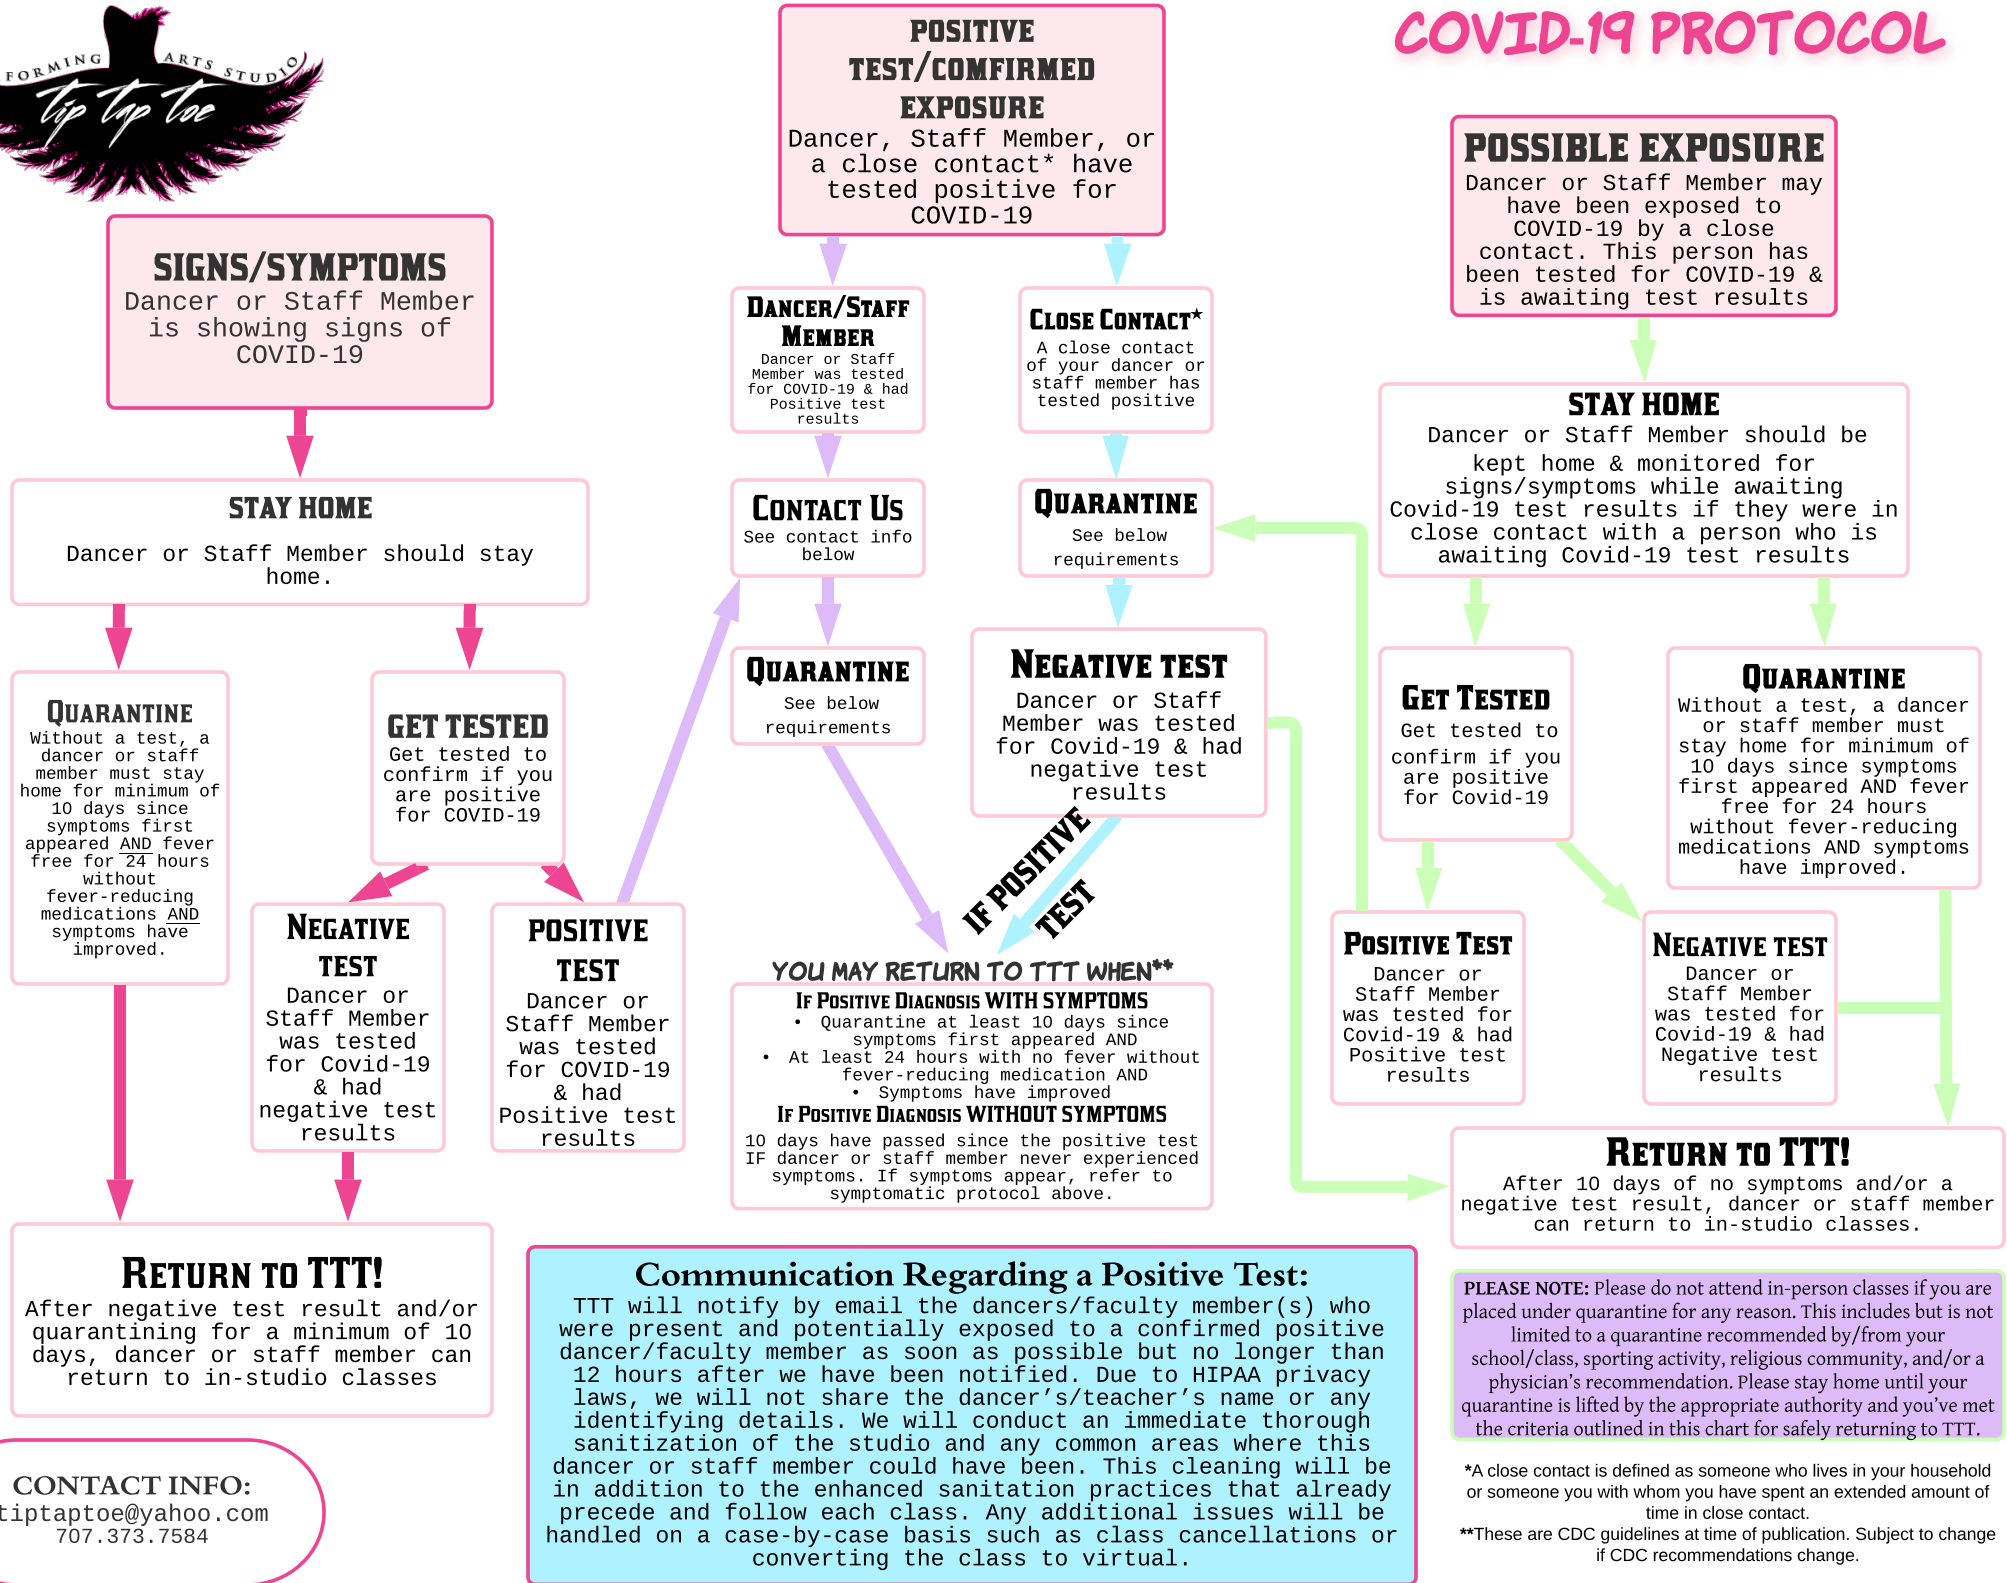 FORMING ARTS STUDIO
Tip Tap Toe
COVID-19 PROTOCOL
SIGNS/SYMPTOMS
Dancer or Staff Member
is showing signs of
COVID-19
STAY HOME
Dancer or Staff Member should stay
home.
QUARANTINE
Without a test, a
dancer or staff
member must stay
home for minimum of
10 days since
symptoms first
appeared AND fever
free for 24 hours
without
fever-reducing
medications AND
symptoms have
improved.
GET TESTED
Get tested to
confirm if you
are positive
for COVID-19
NEGATIVE
TEST
Dancer or
Staff Member
was tested
for Covid-19
& had
negative test
results
POSITIVE
TEST
Dancer or
Staff Member
was tested
for COVID-19
& had
Positive test
results
RETURN TO TTT!
After negative test result and/or
quarantining for a minimum of 10
days, dancer or staff member can
return to in-studio classes
CONTACT INFO:
tiptaptoe@yahoo.com
707.373.7584
POSITIVE
TEST/COMFIRMED
EXPOSURE
Dancer, Staff Member, or
a close contact* have
tested positive for
COVID-19
DANCER/STAFF
MEMBER
Dancer or Staff
Member was tested
for COVID-19 & had
Positive test
results
CONTACT US
See contact info
below
QUARANTINE
See below
requirements
CLOSE CONTACT*
A close contact
of your dancer or
staff member has
tested positive
QUARANTINE
See below
requirements
NEGATIVE TEST
Dancer or Staff
Member was tested
for Covid-19 & had
negative test
results
IF POSITIVE
TEST
YOU MAY RETURN TO TTT WHEN**
IF POSITIVE DIAGNOSIS WITH SYMPTOMS
• Quarantine at least 10 days since
symptoms first appeared AND
• At least 24 hours with no fever without
fever-reducing medication AND
• Symptoms have improved
IF POSITIVE DIAGNOSIS WITHOUT SYMPTOMS
10 days have passed since the positive test
IF dancer or staff member never experienced
symptoms. If symptoms appear, refer to
symptomatic protocol above.
Communication Regarding a Positive Test:
TTT will notify by email the dancers/faculty member(s) who
were present and potentially exposed to a confirmed positive
dancer/faculty member as soon as possible but no longer than
12 hours after we have been notified. Due to HIPAA privacy
laws, we will not share the dancer’s/teacher’s name or any
identifying details. We will conduct an immediate thorough
sanitization of the studio and any common areas where this
dancer or staff member could have been. This cleaning will be
in addition to the enhanced sanitation practices that already
precede and follow each class. Any additional issues will be
handled on a case-by-case basis such as class cancellations or
converting the class to virtual.
POSSIBLE EXPOSURE
Dancer or Staff Member may
have been exposed to
COVID-19 by a close
contact. This person has
been tested for COVID-19 &
is awaiting test results
STAY HOME
Dancer or Staff Member should be
kept home & monitored for
signs/symptoms while awaiting
Covid-19 test results if they were in
close contact with a person who is
awaiting Covid-19 test results
GET TESTED
Get tested to
confirm if you
are positive
for Covid-19
QUARANTINE
Without a test, a dancer
or staff member must
stay home for minimum of
10 days since symptoms
first appeared AND fever
free for 24 hours
without fever-reducing
medications AND symptoms
have improved.
POSITIVE TEST
Dancer or
Staff Member
was tested for
Covid-19 & had
Positive test
results
NEGATIVE TEST
Dancer or
Staff Member
was tested for
Covid-19 & had
Negative test
results
RETURN TO TTT!
After 10 days of no symptoms and/or a
negative test result, dancer or staff member
can return to in-studio classes.
PLEASE NOTE: Please do not attend in-person classes if you are
placed under quarantine for any reason. This includes but is not
limited to a quarantine recommended by/from your
school/class, sporting activity, religious community, and/or a
physician’s recommendation. Please stay home until your
quarantine is lifted by the appropriate authority and you’ve met
the criteria outlined in this chart for safely returning to TTT.
*A close contact is defined as someone who lives in your household
or someone you with whom you have spent an extended amount of
time in close contact.
**These are CDC guidelines at time of publication. Subject to change
if CDC recommendations change.